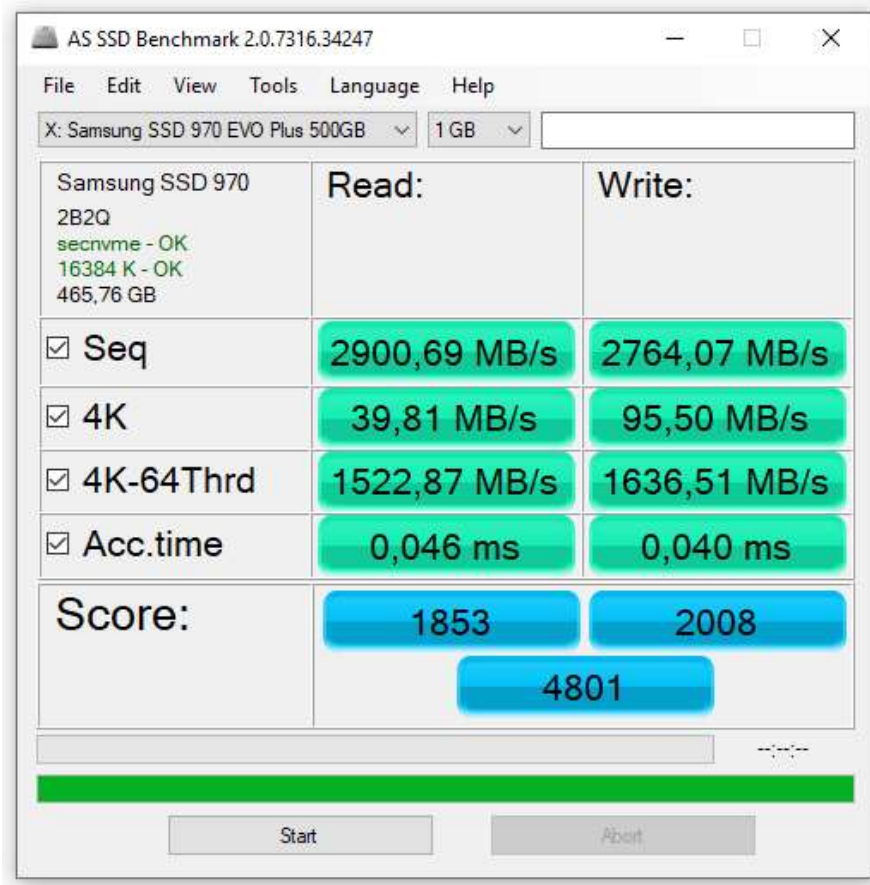 AS SSD Benchmark 2.0.7316.34247
File Edit View Tools Language Help
X: Samsung SSD 970 EVO Plus 500GB 1 GB
Samsung SSD 970
2B2Q
secnvme - OK
16384 K - OK
465,76 GB
Read: Write:
Seq 2900,69 MB/s 2764,07 MB/s
4K 39,81 MB/s 95,50 MB/s
4K-64Thrd 1522,87 MB/s 1636,51 MB/s
Acc.time 0,046 ms 0,040 ms
Score: 1853 2008
4801
--:--:--
Start Abort